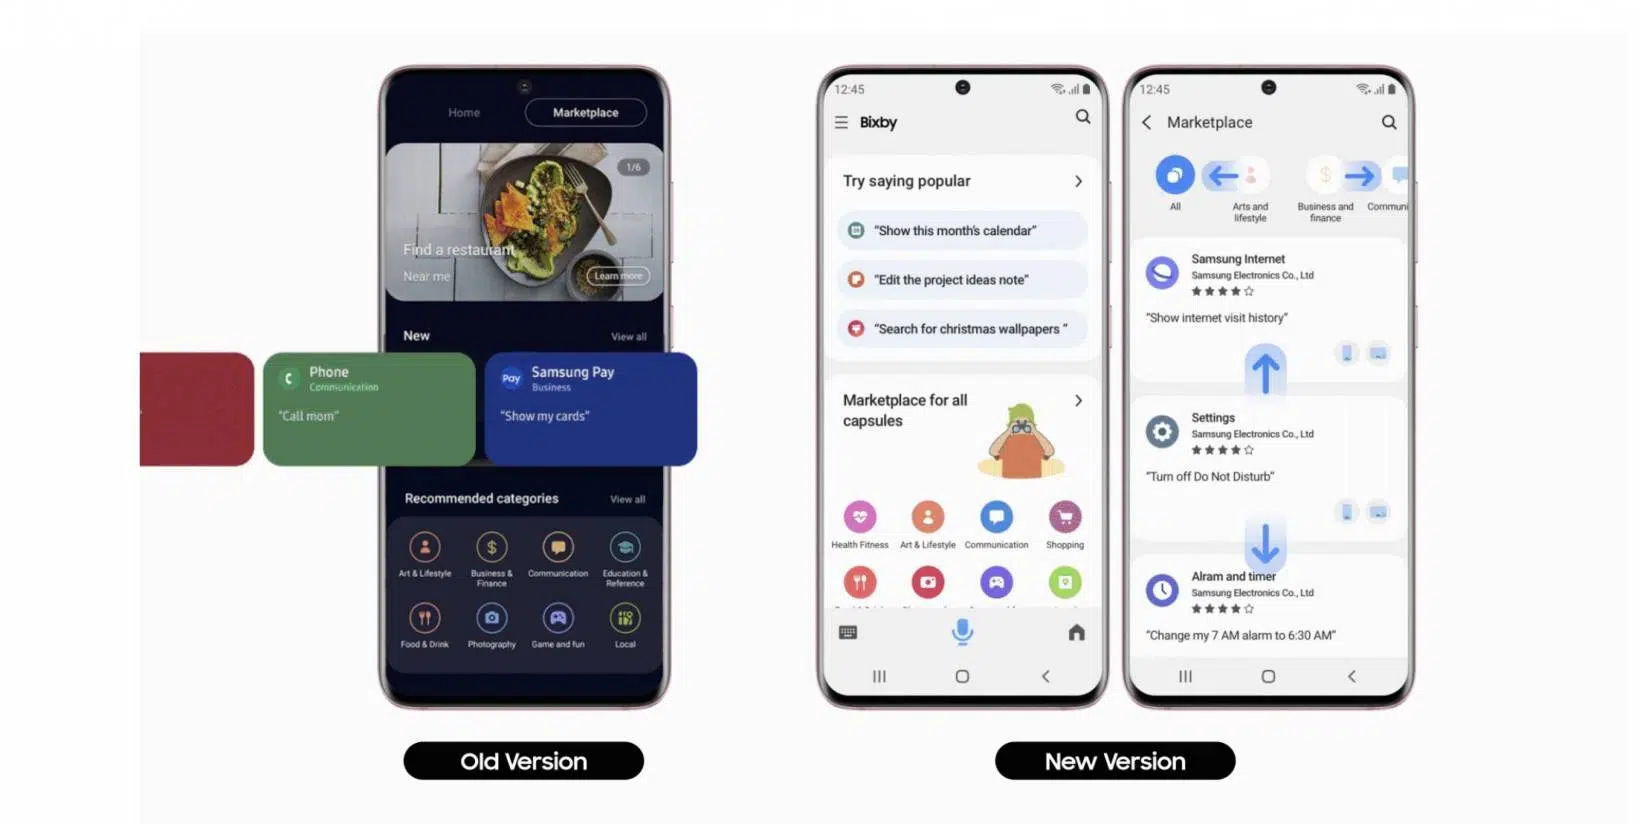 Home
Marketplace
1/6
Find a restaurant
Near me
Learn more
New
View all
Phone
Communication
"Call mom"
Pay
Samsung Pay
Business
"Show my cards"
Recommended categories
View all
Art & Lifestyle
Business &
Finance
Communication
Education &
Reference
Food & Drink
Photography
Game and fun
Local
Old Version
12:45
Bixby
Try saying popular
"Show this month's calendar"
"Edit the project ideas note"
"Search for christmas wallpapers "
Marketplace for all
capsules
Health Fitness
Art & Lifestyle
Communication
Shopping
12:45
Marketplace
All
Arts and
lifestyle
Business and
finance
Communi
Samsung Internet
Samsung Electronics Co., Ltd
"Show internet visit history"
Settings
Samsung Electronics Co., Ltd
"Turn off Do Not Disturb"
Alram and timer
Samsung Electronics Co., Ltd
"Change my 7 AM alarm to 6:30 AM"
New Version